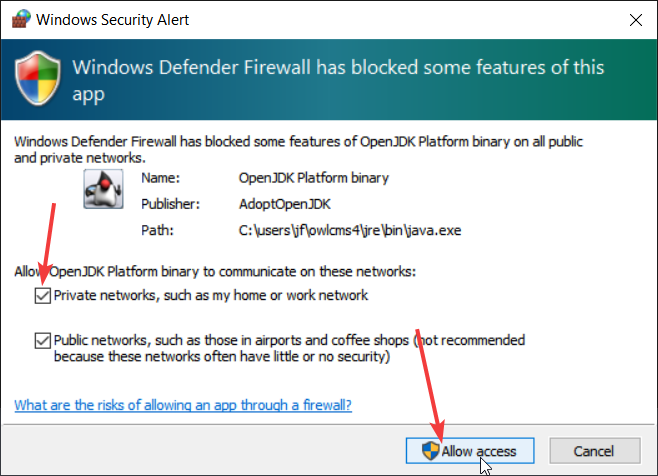 Windows Security Alert
Windows Defender Firewall has blocked some features of this
app
Windows Defender Firewall has blocked some features of OpenJDK Platform binary on all public
and private networks.
Name: OpenJDK Platform binary
Publisher: AdoptOpenJDK
Path: C:\users\jf\owlcms4\jre\bin\java.exe
Allow OpenJDK Platform binary to communicate on these networks:
Private networks, such as my home or work network
Public networks, such as those in airports and coffee shops (not recommended
because these networks often have little or no security)
What are the risks of allowing an app through a firewall?
Allow access Cancel